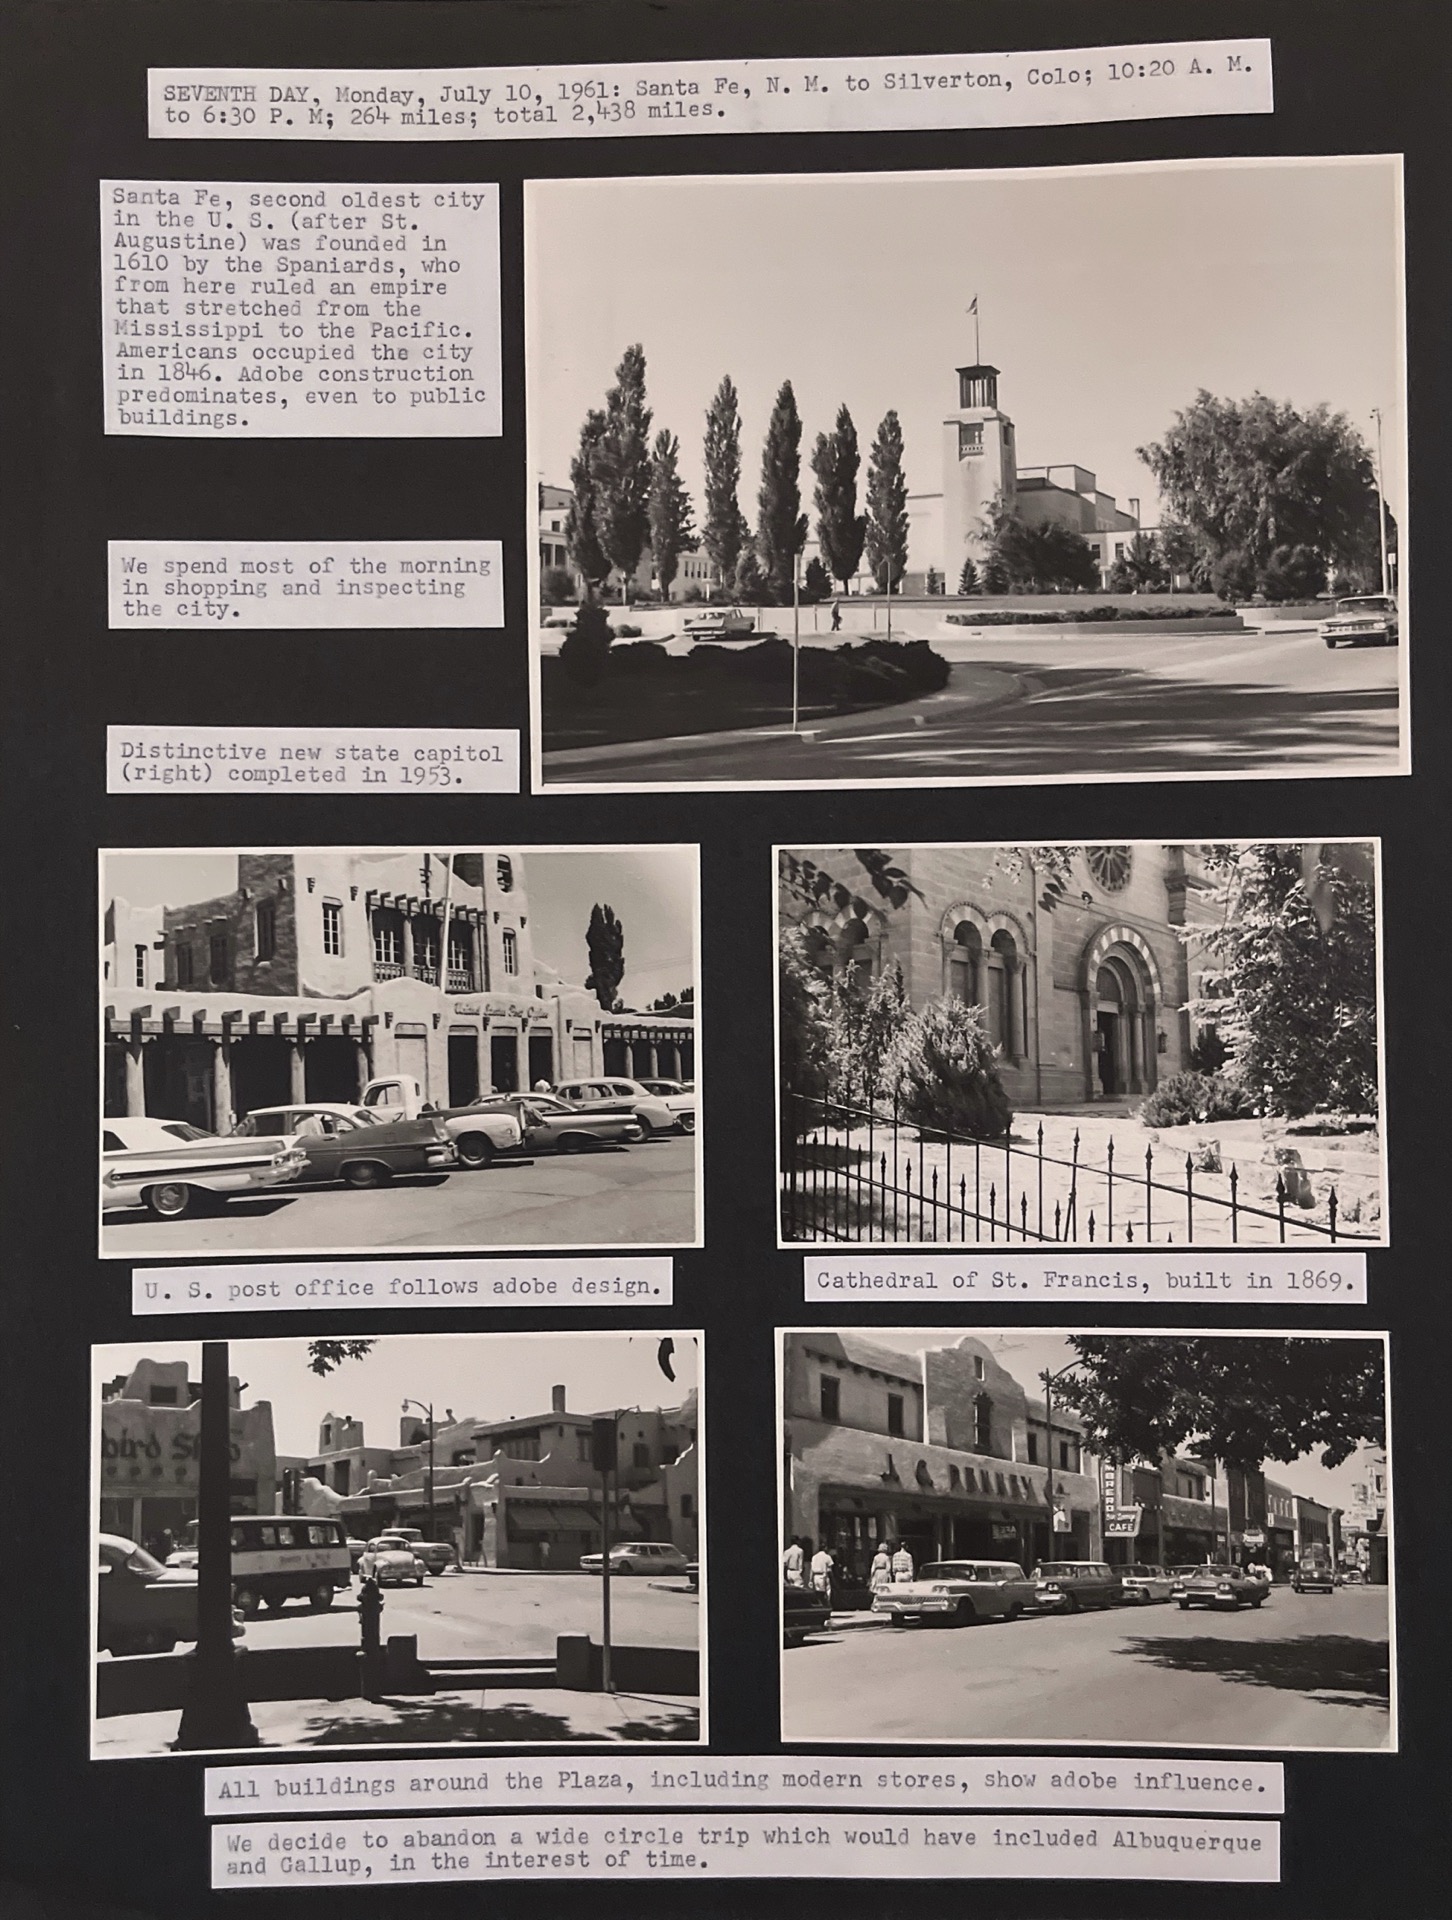 SEVENTH DAY, Monday, July 10, 1961: Santa Fe, N. M. to Silverton, Colo; 10:20 A. M.
to 6:30 P. M; 264 miles; total 2,438 miles.
Santa Fe, second oldest city
in the U. S. (after St.
Augustine) was founded in
1610 by the Spaniards, who
from here ruled an empire
that stretched from the
Mississippi to the Pacific.
Americans occupied the city
in 1846. Adobe construction
predominates, even to public
buildings.
We spend most of the morning
in shopping and inspecting
the city.
Distinctive new state capitol
(right) completed in 1953.
United States Post Office
U. S. post office follows adobe design.
Cathedral of St. Francis, built in 1869.
J. C. PENNEY
CAFE
All buildings around the Plaza, including modern stores, show adobe influence.
We decide to abandon a wide circle trip which would have included Albuquerque
and Gallup, in the interest of time.